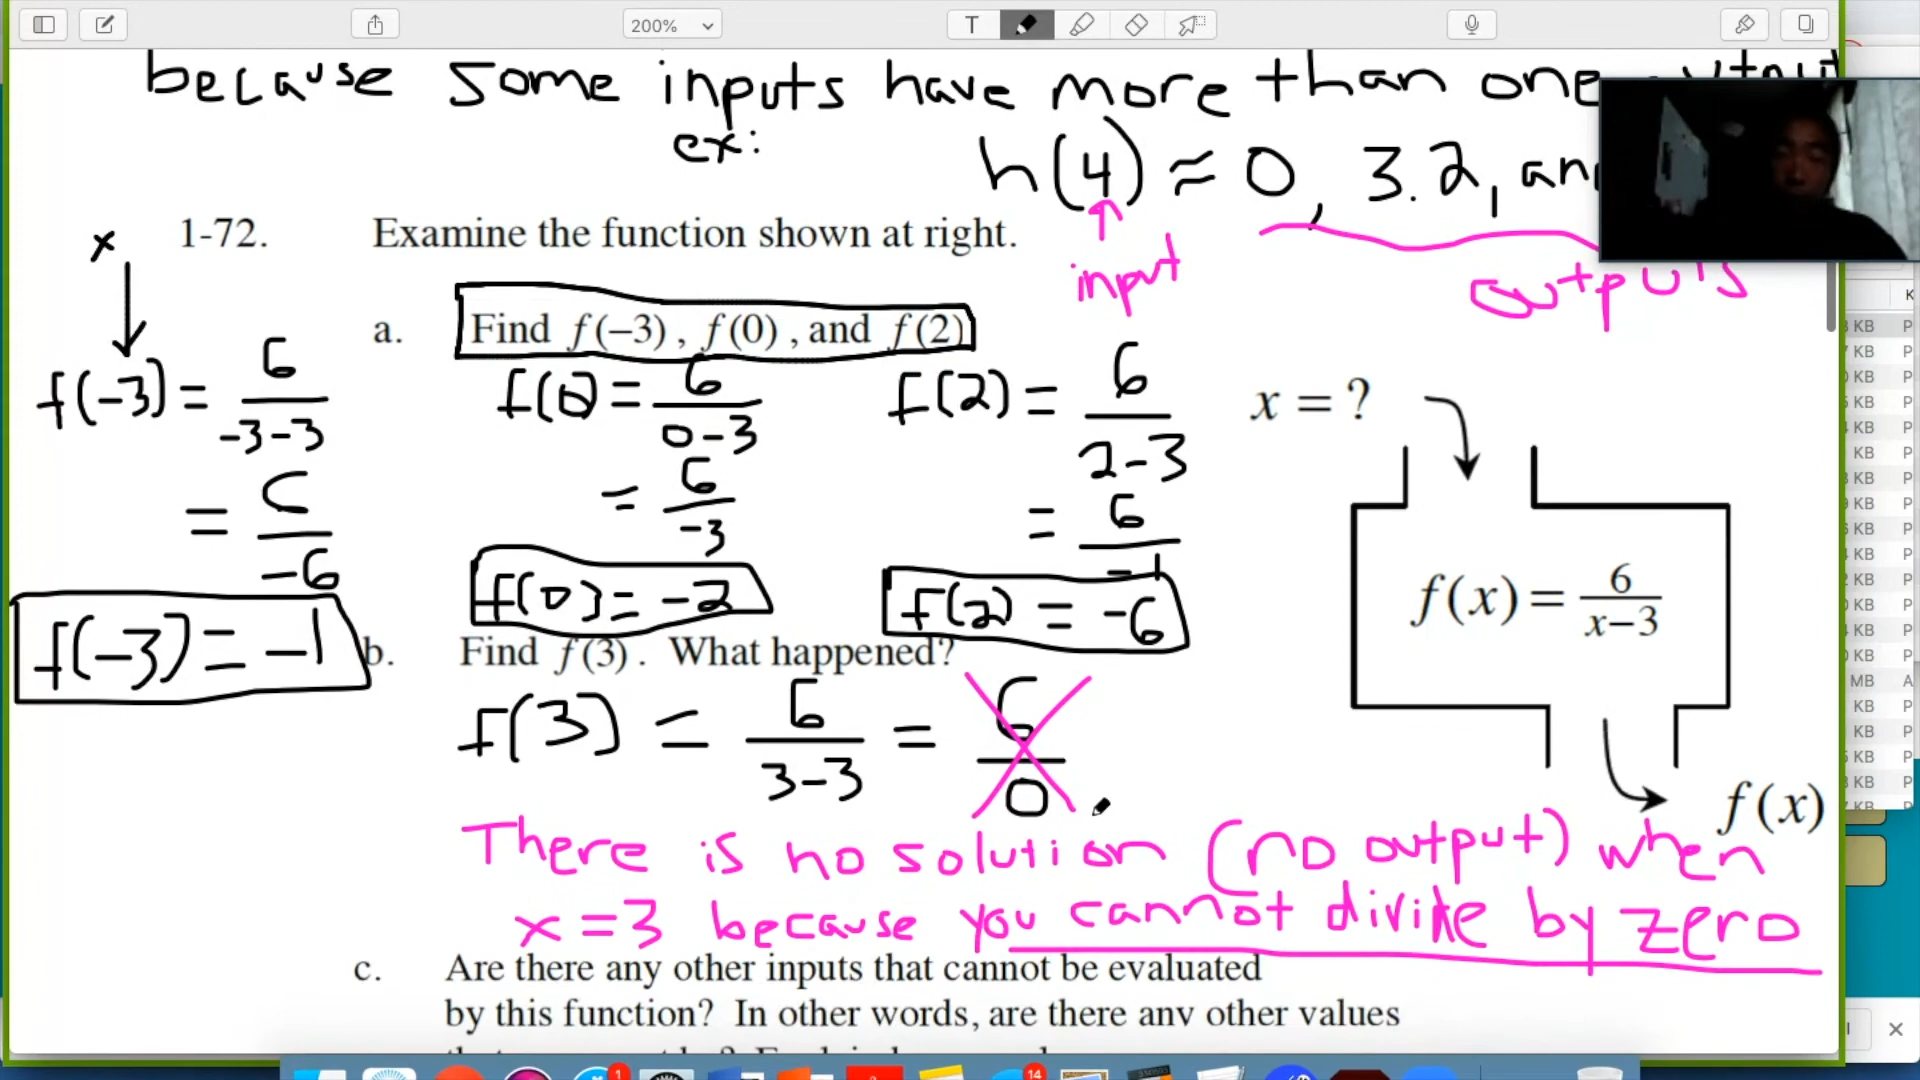 200%
T
because some inputs have more than one output
ex:
h(4) ≈ 0, 3.2, an
input
outputs
x
1-72. Examine the function shown at right.
a. Find f(−3), f(0), and f(2)
f(-3) = 6/(-3-3)
= 6/-6
f(-3) = -1
f(0) = 6/(0-3)
= 6/-3
f(0) = -2
f(2) = 6/(2-3)
= 6/-1
f(2) = -6
x = ?
f(x) = 6/(x−3)
f(x)
b. Find f(3). What happened?
f(3) = 6/(3-3) = 6/0
There is no solution (no output) when
x = 3 because you cannot divide by zero
c. Are there any other inputs that cannot be evaluated
by this function? In other words, are there any other values
1
14